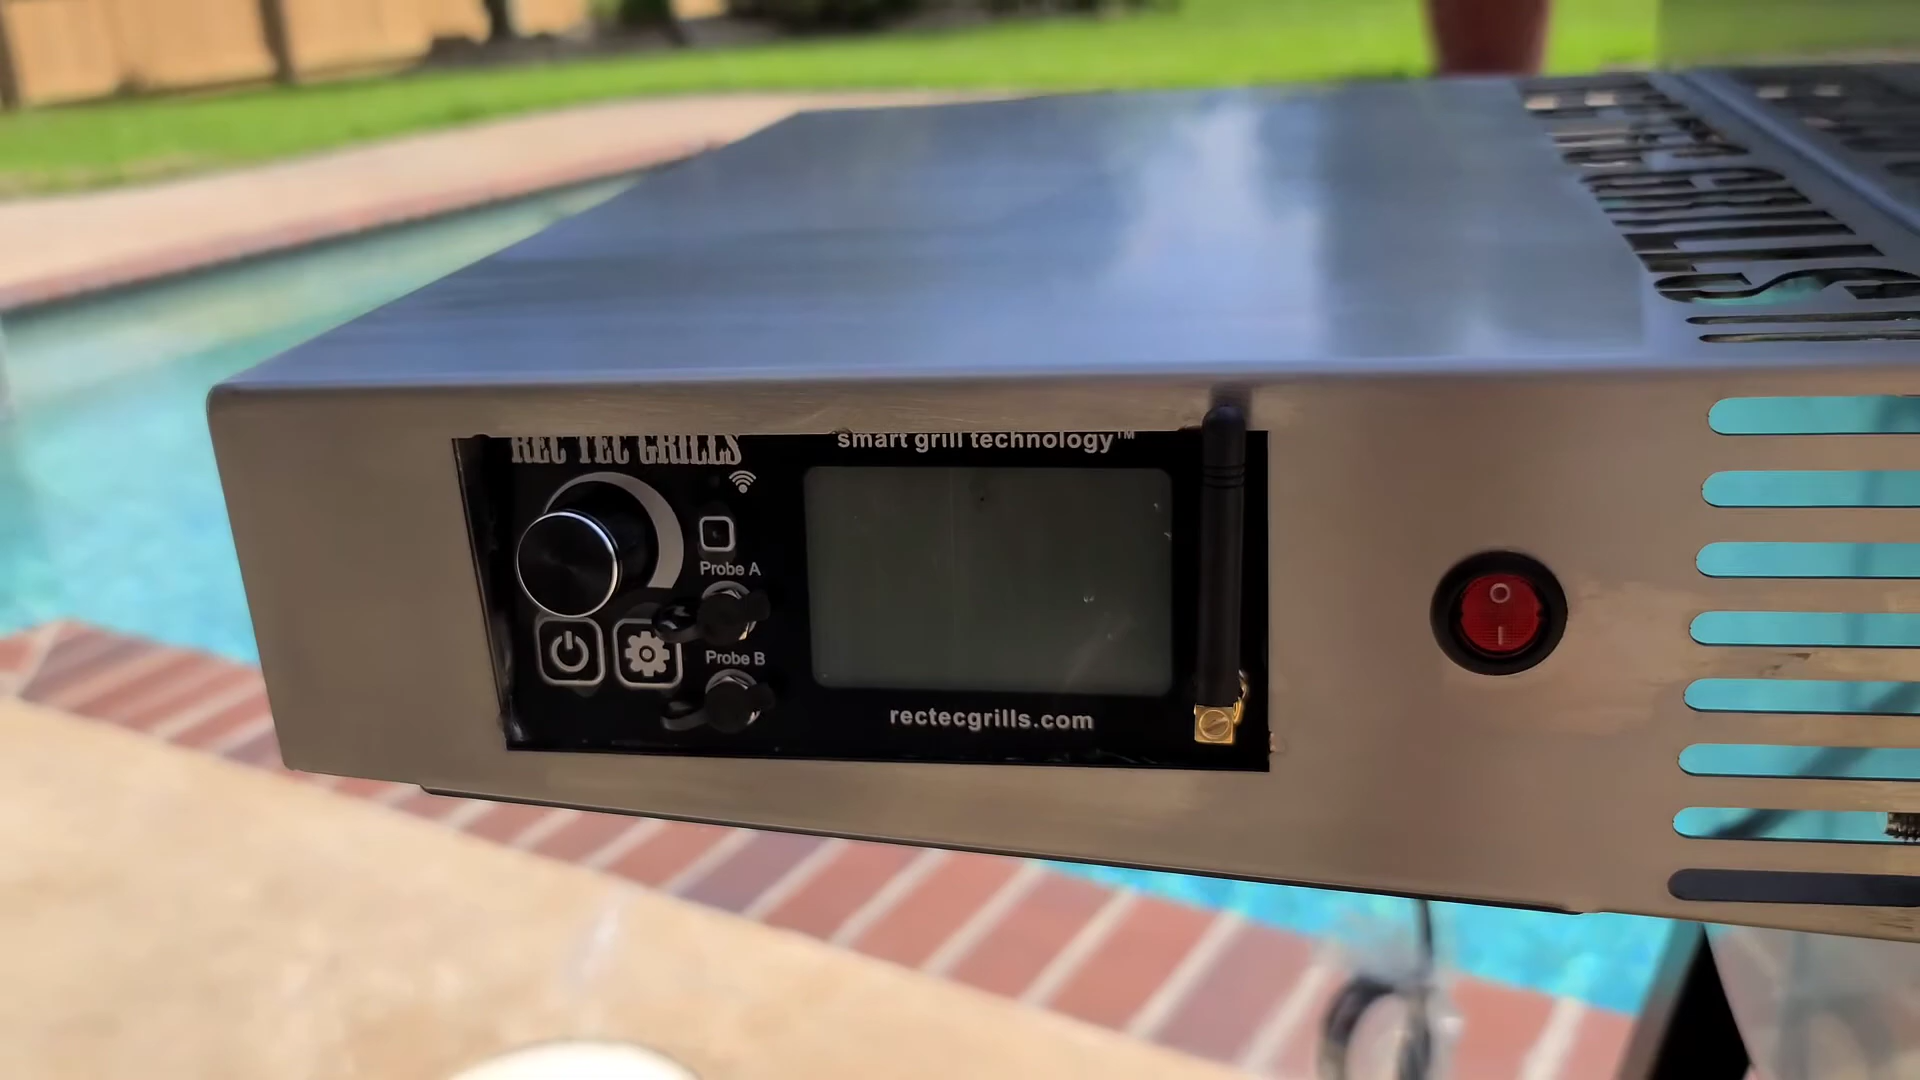 REC TEC GRILLS
smart grill technology™
Probe A
Probe B
rectecgrills.com